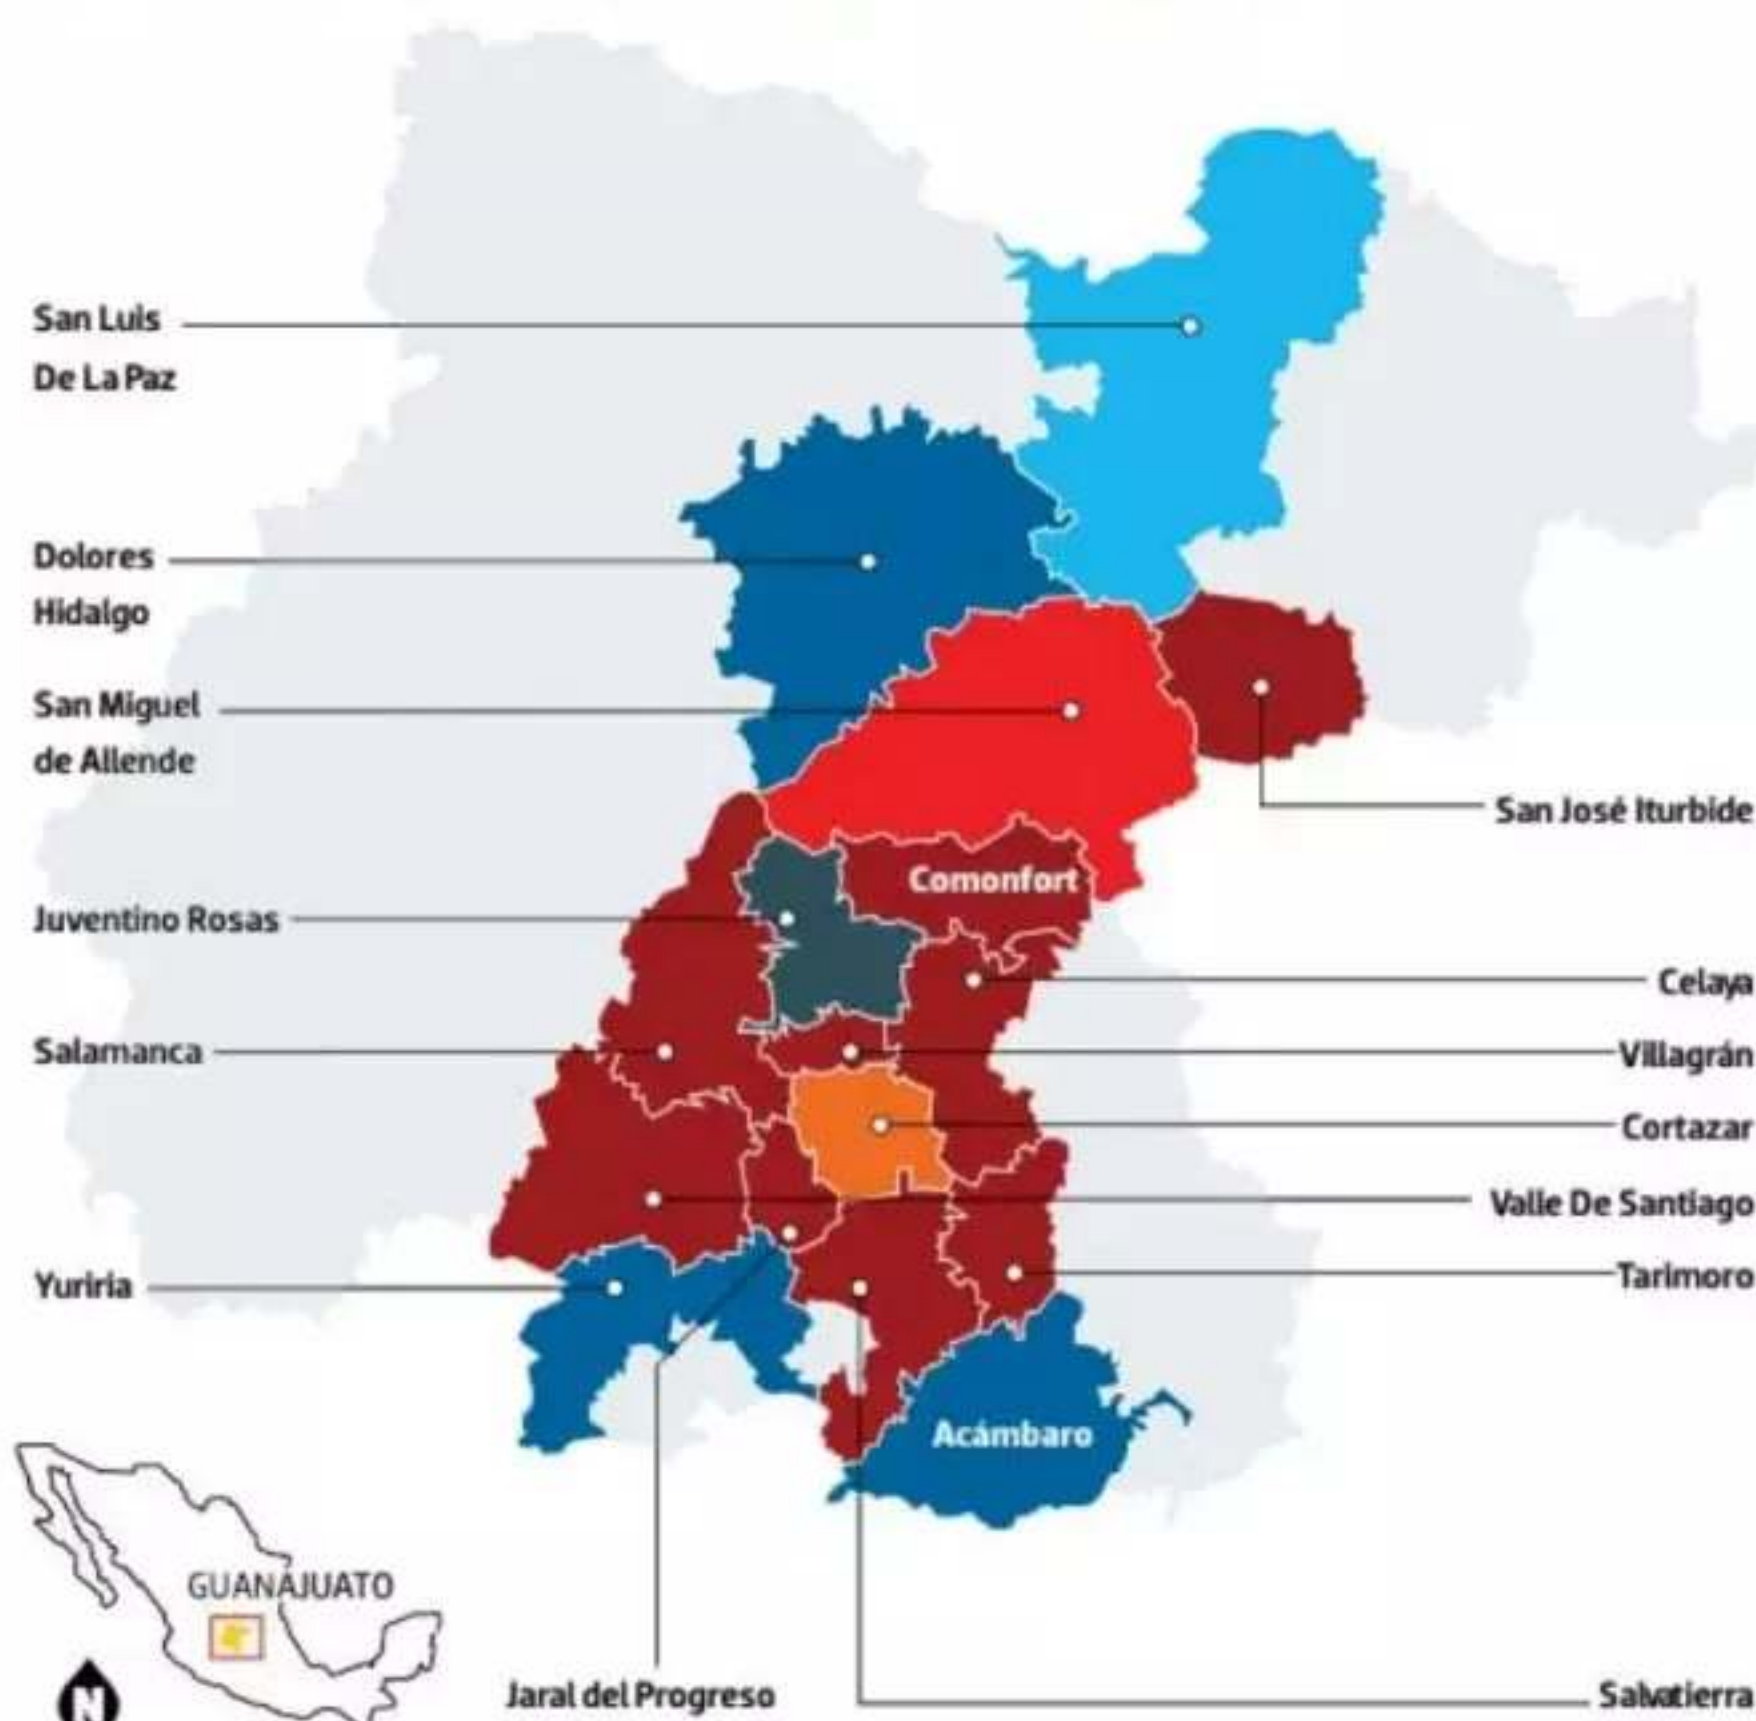 San Luis
De La Paz
Dolores
Hidalgo
San Miguel
de Allende
San José Iturbide
Comonfort
Juventino Rosas
Celaya
Salamanca
Villagrán
Cortazar
Valle De Santiago
Yuriria
Tarimoro
Acámbaro
GUANAJUATO
Jaral del Progreso
Salvatierra
N